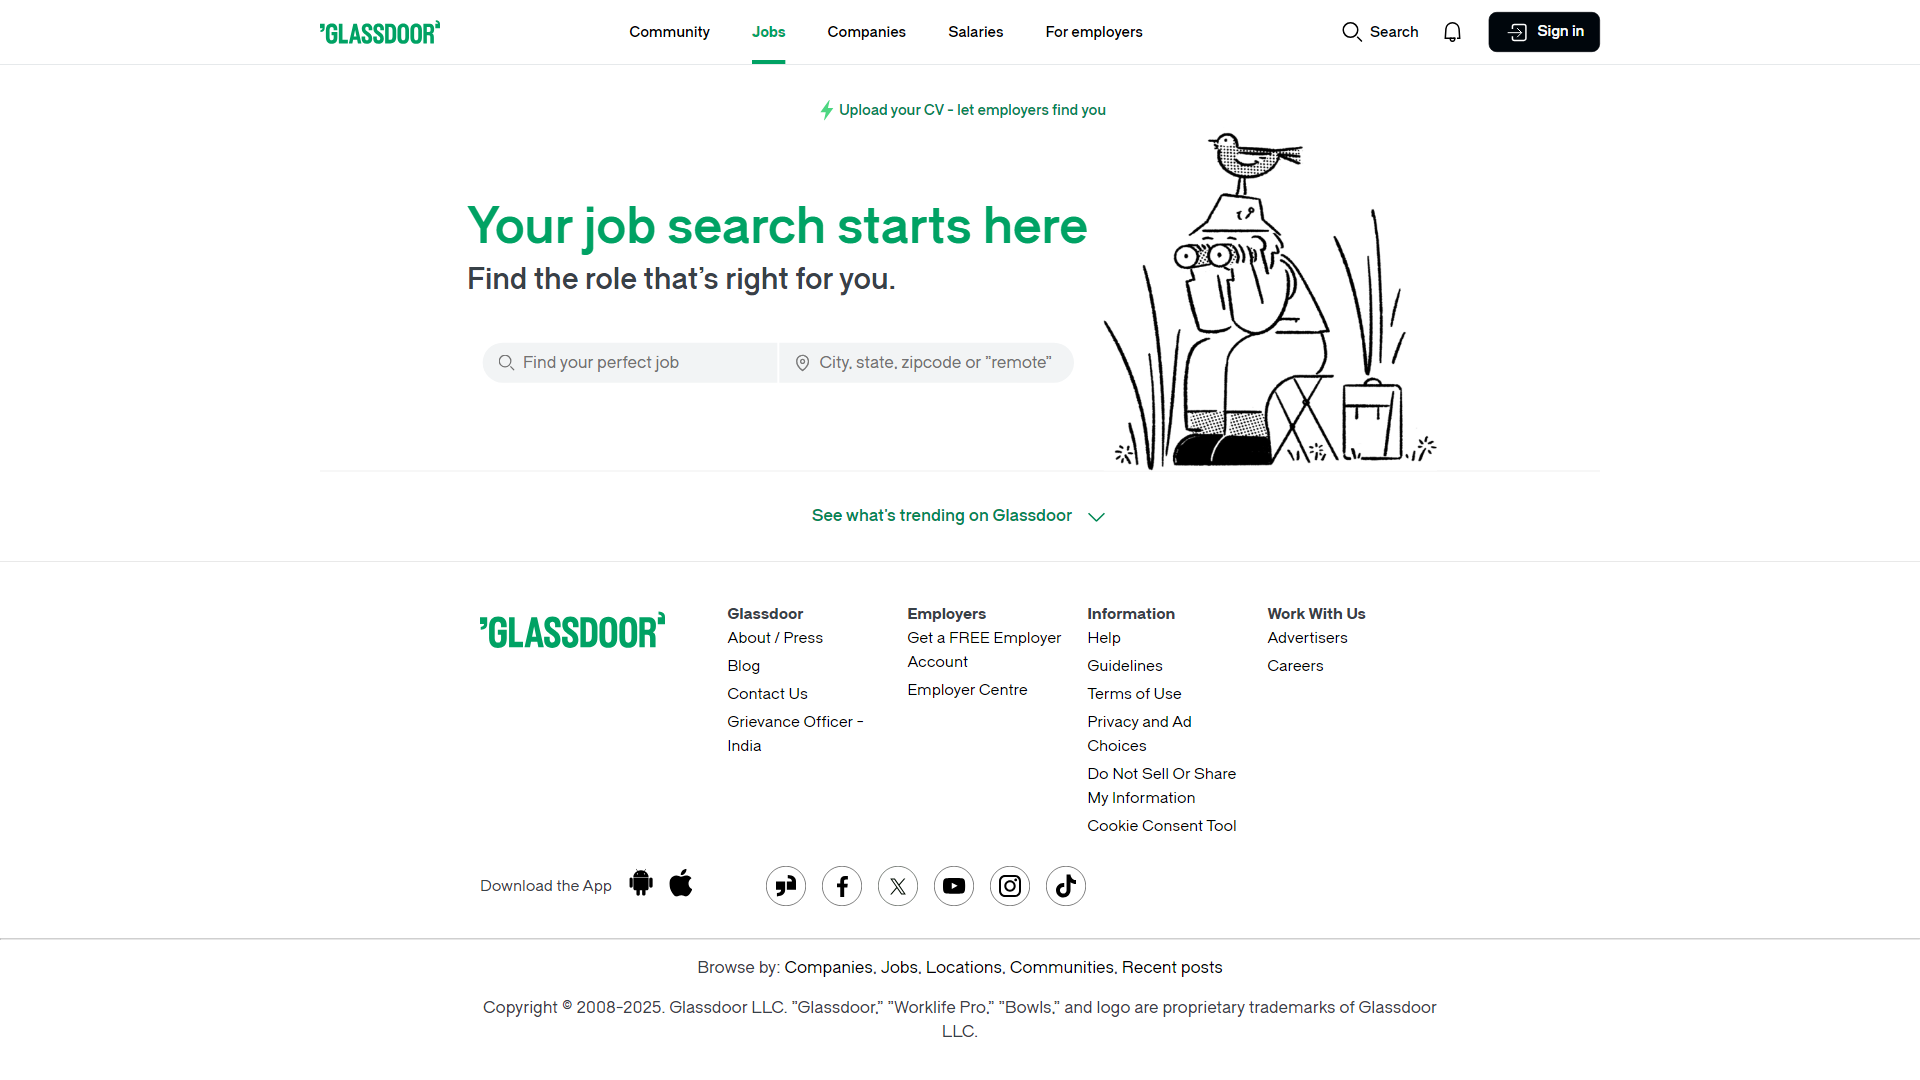 GLASSDOOR
Community
Jobs
Companies
Salaries
For employers
Search
Sign in
Upload your CV - let employers find you
Your job search starts here
Find the role that's right for you.
Find your perfect job
City, state, zipcode or "remote"
See what's trending on Glassdoor
GLASSDOOR
Glassdoor
About / Press
Blog
Contact Us
Grievance Officer -
India
Employers
Get a FREE Employer
Account
Employer Centre
Information
Help
Guidelines
Terms of Use
Privacy and Ad
Choices
Do Not Sell Or Share
My Information
Cookie Consent Tool
Work With Us
Advertisers
Careers
Download the App
Browse by: Companies, Jobs, Locations, Communities, Recent posts
Copyright © 2008-2025. Glassdoor LLC. "Glassdoor," "Worklife Pro," "Bowls," and logo are proprietary trademarks of Glassdoor
LLC.